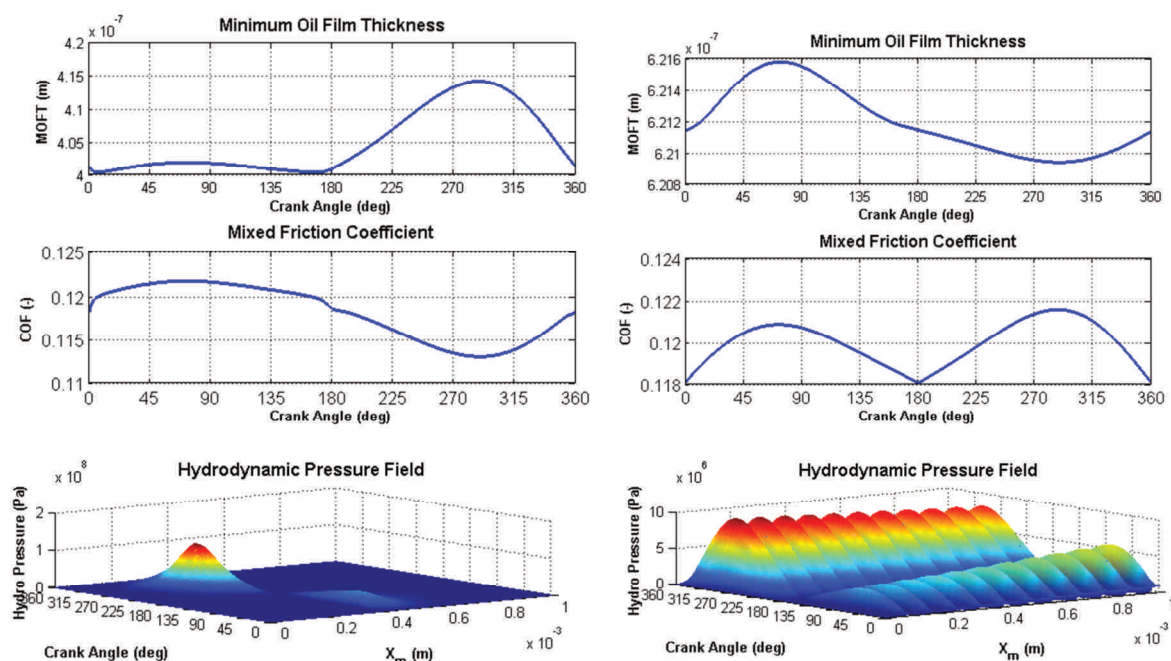 x 10^-7
Minimum Oil Film Thickness
MOFT (m)
4.2
4.15
4.1
4.05
4
0 45 90 135 180 225 270 315 360
Crank Angle (deg)
Mixed Friction Coefficient
COF (-)
0.125
0.12
0.115
0.11
0 45 90 135 180 225 270 315 360
Crank Angle (deg)
x 10^8
Hydrodynamic Pressure Field
Hydro Pressure (Pa)
2
1
0
360 315 270 225 180 135 90 45 0
Crank Angle (deg)
0 0.2 0.4 0.6 0.8 1
x 10^-3
X_m (m)
Minimum Oil Film Thickness
x 10^-7
MOFT (m)
6.216
6.214
6.212
6.21
6.208
0 45 90 135 180 225 270 315 360
Crank Angle (deg)
Mixed Friction Coefficient
COF (-)
0.124
0.122
0.12
0.118
0 45 90 135 180 225 270 315 360
Crank Angle (deg)
x 10^6
Hydrodynamic Pressure Field
Hydro Pressure (Pa)
10
5
0
360 315 270 225 180 135 90 45 0
Crank Angle (deg)
0 0.2 0.4 0.6 0.8
x 10^-3
X_m (m)